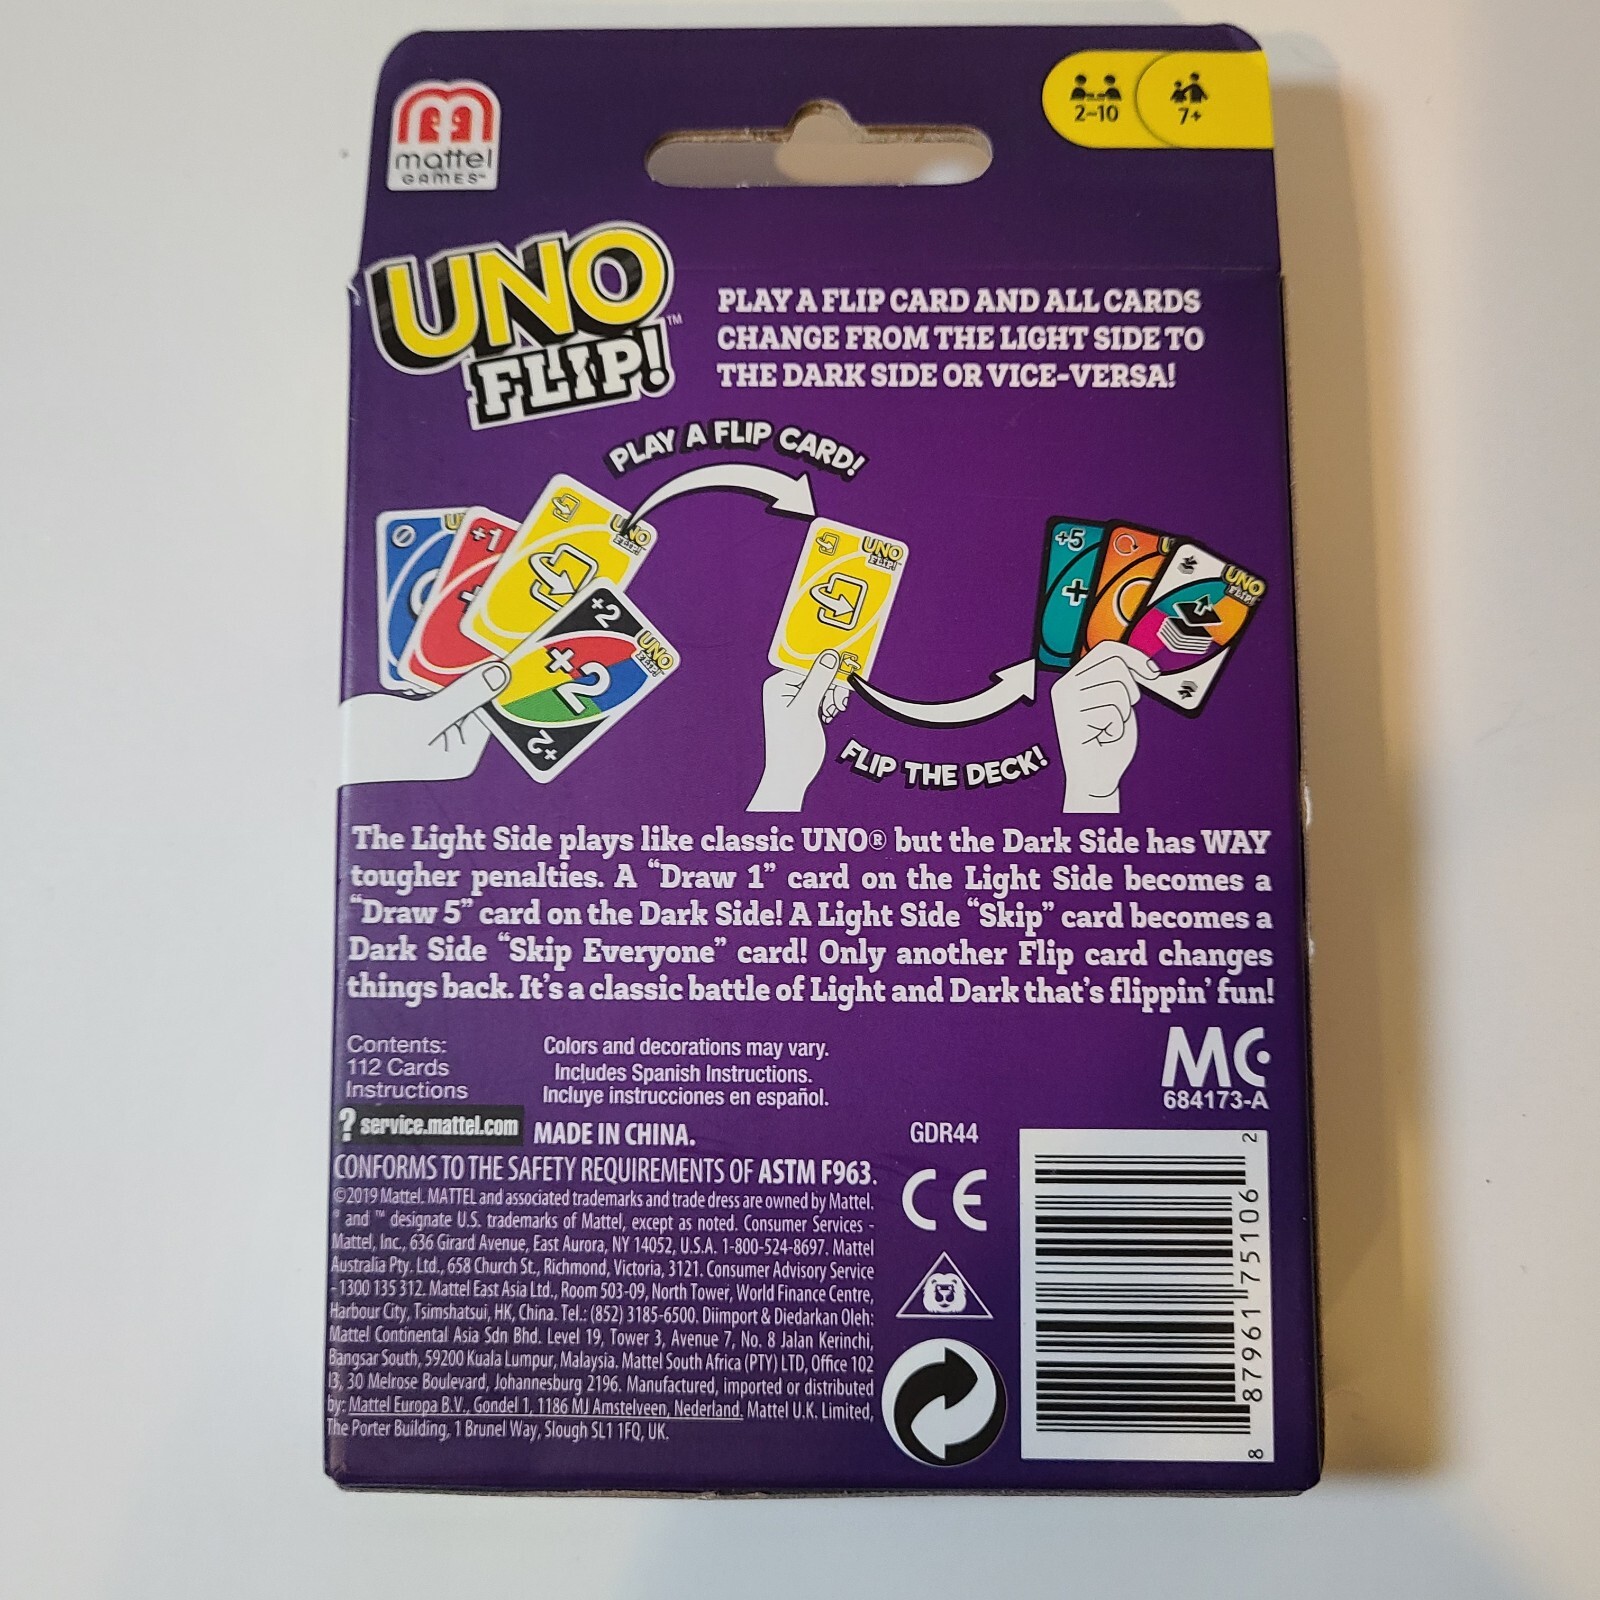 mattel
GAMES™
2-10
7+
UNO
FLIP!™
PLAY A FLIP CARD AND ALL CARDS
CHANGE FROM THE LIGHT SIDE TO
THE DARK SIDE OR VICE-VERSA!
PLAY A FLIP CARD!
+1
UNO
FLIP!
+2
UNO
FLIP!
+2
+2
UNO
FLIP!
+5
+
UNO
FLIP!
FLIP THE DECK!
The Light Side plays like classic UNO® but the Dark Side has WAY
tougher penalties. A “Draw 1” card on the Light Side becomes a
“Draw 5” card on the Dark Side! A Light Side “Skip” card becomes a
Dark Side “Skip Everyone” card! Only another Flip card changes
things back. It's a classic battle of Light and Dark that's flippin' fun!
Contents:
112 Cards
Instructions
Colors and decorations may vary.
Includes Spanish Instructions.
Incluye instrucciones en español.
MC
684173-A
? service.mattel.com
MADE IN CHINA.
GDR44
CONFORMS TO THE SAFETY REQUIREMENTS OF ASTM F963.
©2019 Mattel. MATTEL and associated trademarks and trade dress are owned by Mattel.
® and ™ designate U.S. trademarks of Mattel, except as noted. Consumer Services -
Mattel, Inc., 636 Girard Avenue, East Aurora, NY 14052, U.S.A. 1-800-524-8697. Mattel
Australia Pty. Ltd., 658 Church St., Richmond, Victoria, 3121. Consumer Advisory Service
- 1300 135 312. Mattel East Asia Ltd., Room 503-09, North Tower, World Finance Centre,
Harbour City, Tsimshatsui, HK, China. Tel.: (852) 3185-6500. Diimport & Diedarkan Oleh:
Mattel Continental Asia Sdn Bhd. Level 19, Tower 3, Avenue 7, No. 8 Jalan Kerinchi,
Bangsar South, 59200 Kuala Lumpur, Malaysia. Mattel South Africa (PTY) LTD, Office 102
I3, 30 Melrose Boulevard, Johannesburg 2196. Manufactured, imported or distributed
by: Mattel Europa B.V., Gondel 1, 1186 MJ Amstelveen, Nederland. Mattel U.K. Limited,
The Porter Building, 1 Brunel Way, Slough SL1 1FQ, UK.
CE
8 87961 75106 2